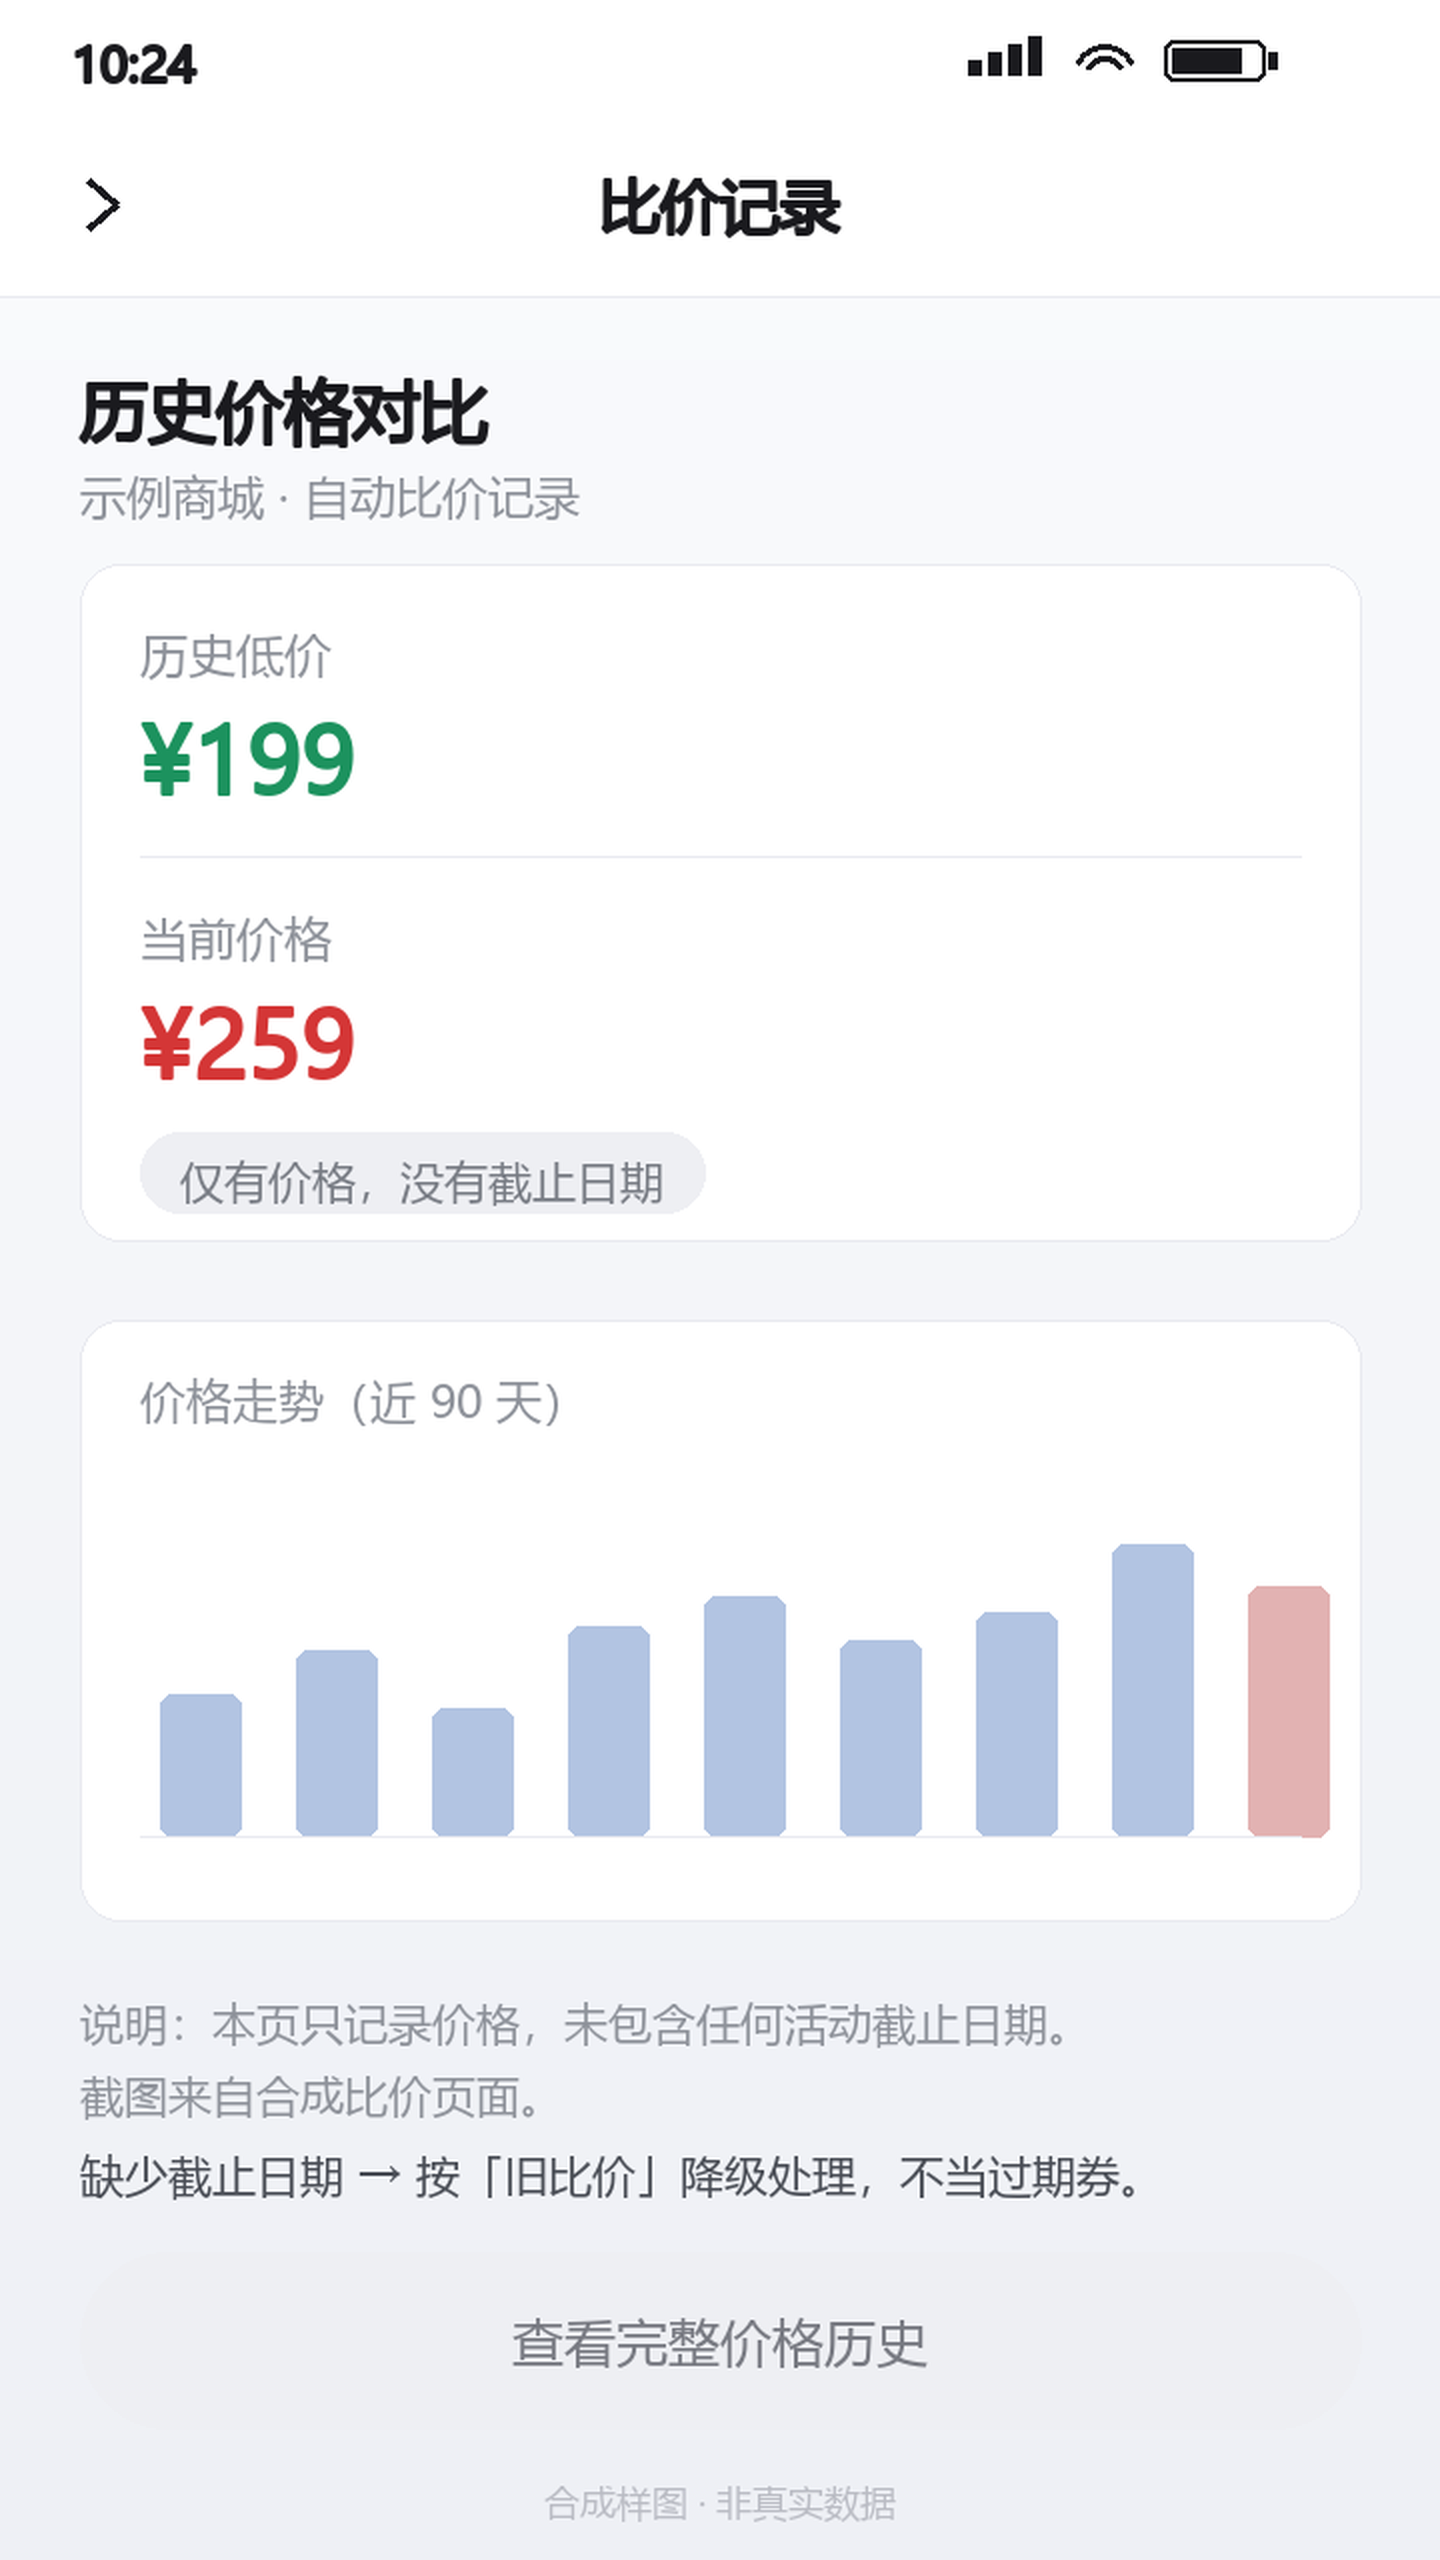 10:24
比价记录
历史价格对比
示例商城 · 自动比价记录
历史低价
¥199
当前价格
¥259
仅有价格，没有截止日期
价格走势（近 90 天）
说明：本页只记录价格，未包含任何活动截止日期。
截图来自合成比价页面。
缺少截止日期 → 按「旧比价」降级处理，不当过期券。
查看完整价格历史
合成样图 · 非真实数据